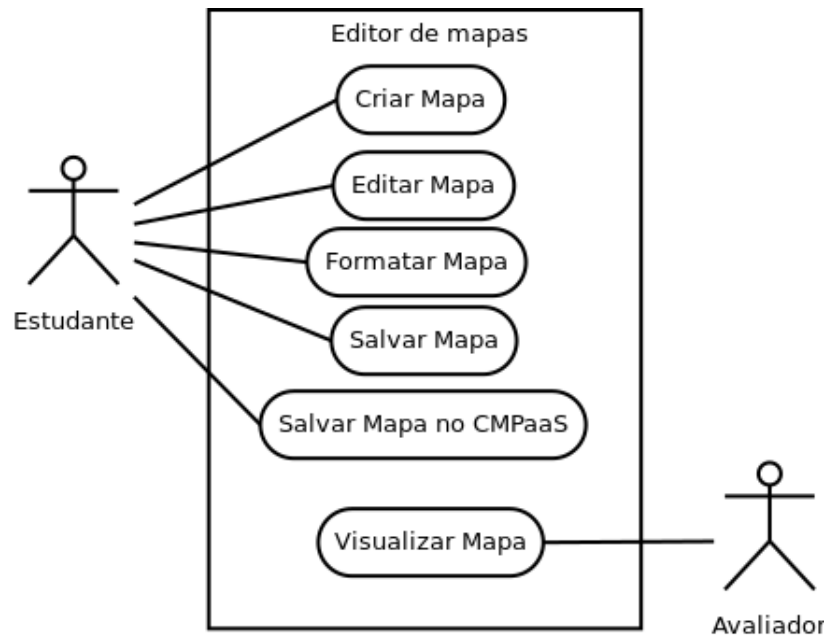 Editor de mapas
Criar Mapa
Editar Mapa
Formatar Mapa
Estudante
Salvar Mapa
Salvar Mapa no CMPaaS
Visualizar Mapa
Avaliador